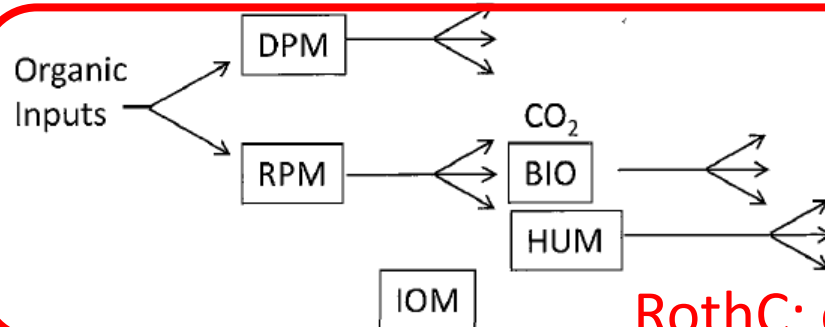 DPM
Organic
Inputs
CO₂
RPM
BIO
HUM
IOM
RothC: